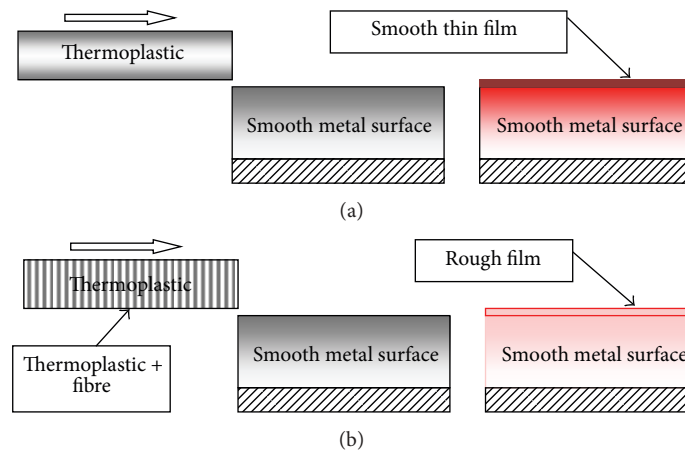 Thermoplastic
Smooth thin film
Smooth metal surface
Smooth metal surface
(a)
Thermoplastic
Rough film
Thermoplastic +
fibre
Smooth metal surface
Smooth metal surface
(b)